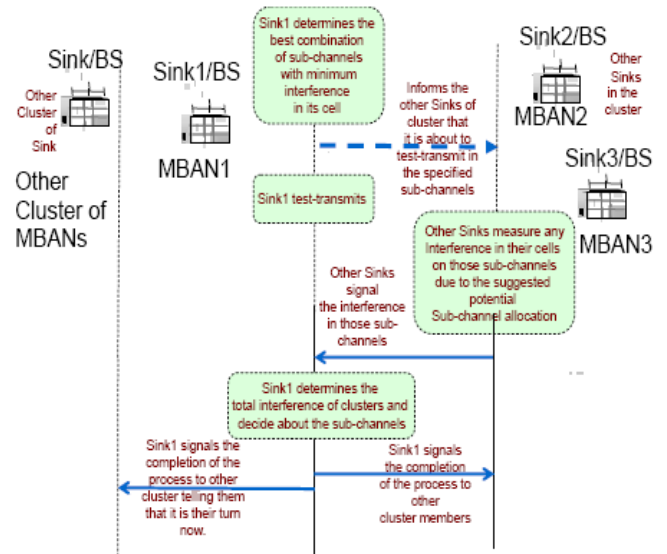 Sink1 determines the
best combination
of sub-channels
with minimum
interference
in its cell
Sink/BS
Other
Cluster
of
Sink
Other
Cluster of
MBANs
Sink1/BS
MBAN1
Sink2/BS
MBAN2
Other
Sinks
in the
cluster
Sink3/BS
MBAN3
Informs the
other Sinks of
cluster that
it is about to
test-transmit in
the specified
sub-channels
Sink1 test-transmits
Other Sinks measure any
Interference in their cells
on those sub-channels
due to the suggested
potential
Sub-channel allocation
Other Sinks
signal
the interference
in those sub-
channels
Sink1 determines the
total interference of clusters and
decide about the sub-channels
Sink1 signals the
completion of the
process to other
cluster telling them
that it is their turn
now.
Sink1 signals
the completion
of the process to
other
cluster members